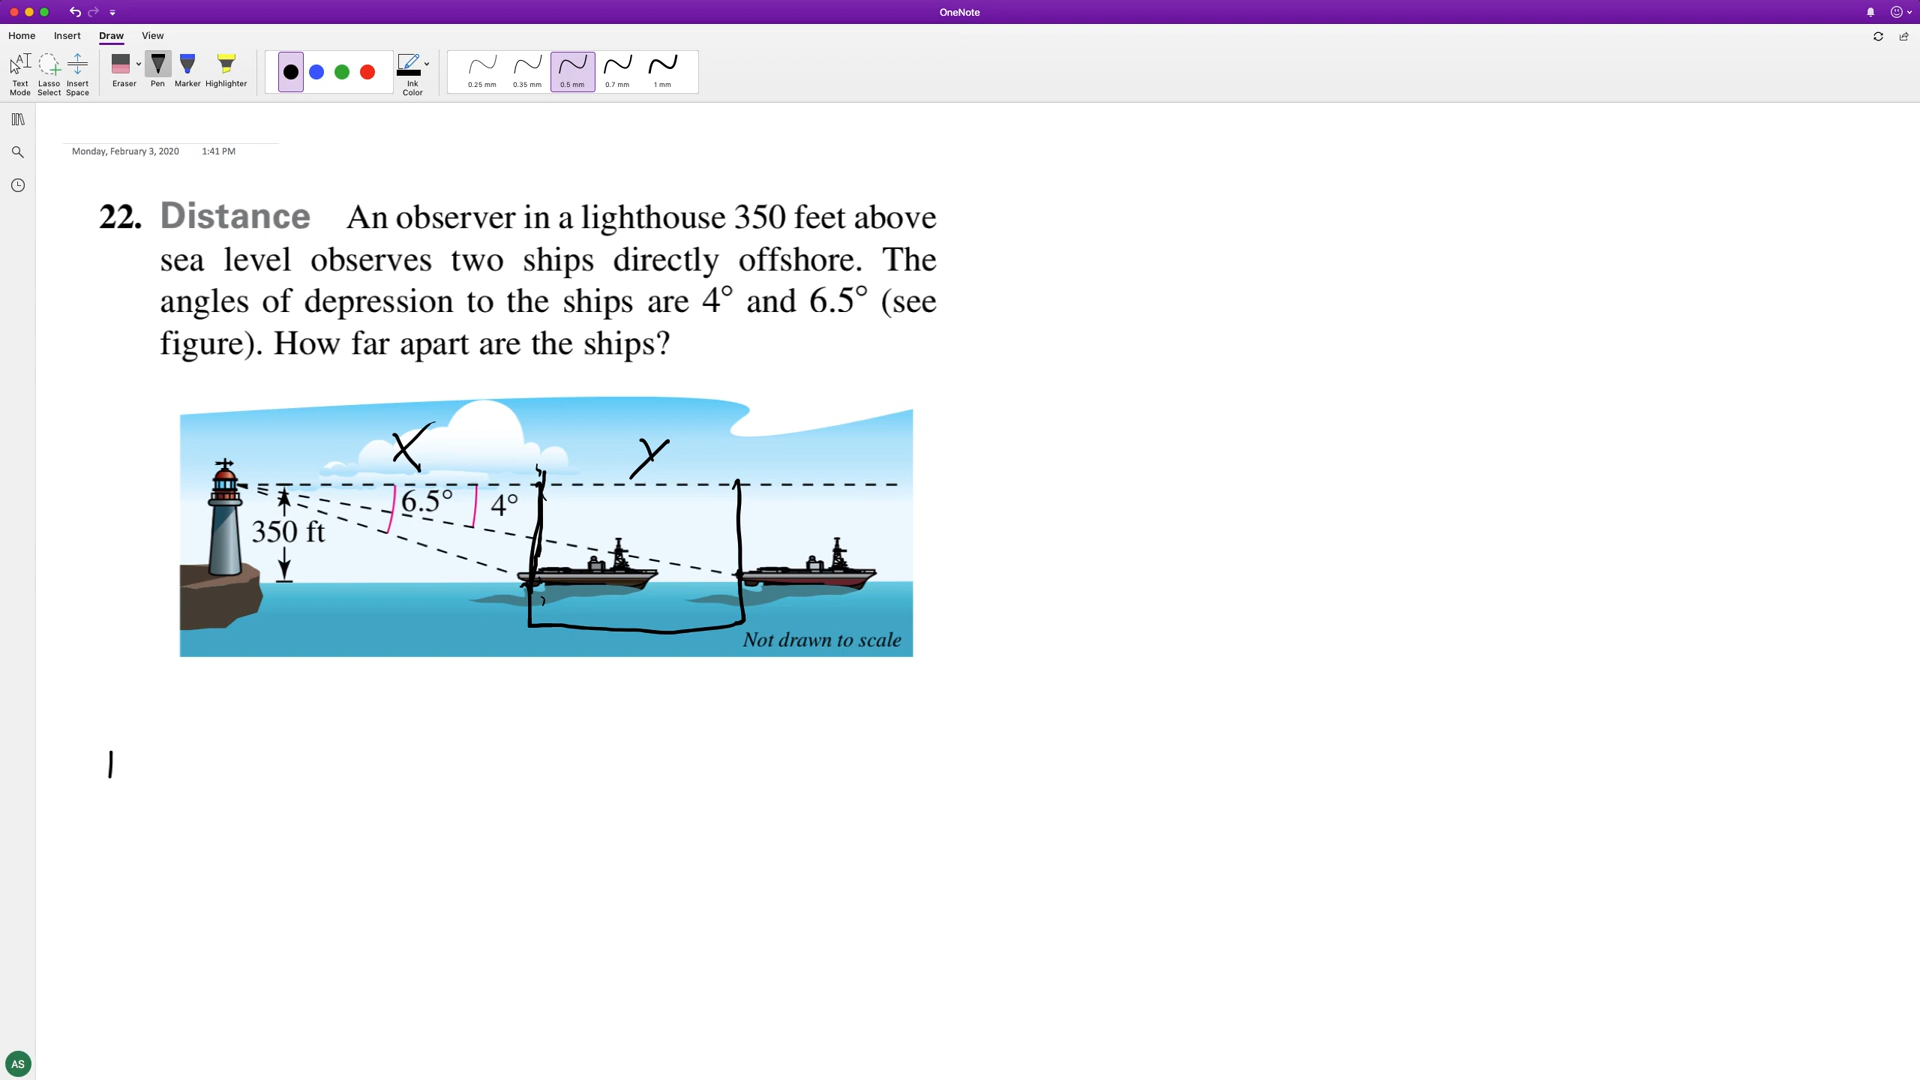 OneNote
Home Insert Draw View
Text Mode
Lasso Select
Insert Space
Eraser
Pen
Marker
Highlighter
Ink Color
0.25 mm
0.35 mm
0.5 mm
0.7 mm
1 mm
Monday, February 3, 2020 1:41 PM
22. Distance An observer in a lighthouse 350 feet above
sea level observes two ships directly offshore. The
angles of depression to the ships are 4° and 6.5° (see
figure). How far apart are the ships?
X y
6.5° 4°
350 ft
Not drawn to scale
AS